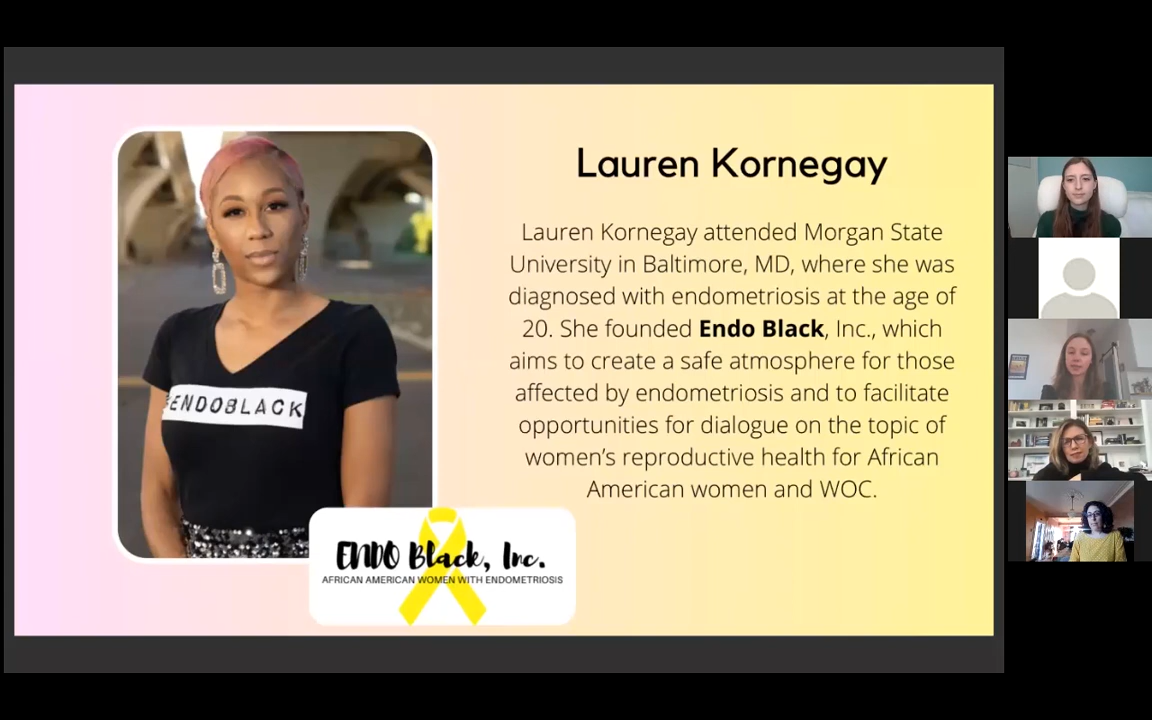 Lauren Kornegay
Lauren Kornegay attended Morgan State
University in Baltimore, MD, where she was
diagnosed with endometriosis at the age of
20. She founded Endo Black, Inc., which
aims to create a safe atmosphere for those
affected by endometriosis and to facilitate
opportunities for dialogue on the topic of
women’s reproductive health for African
American women and WOC.
#ENDOBLACK
ENDO Black, Inc.
AFRICAN AMERICAN WOMEN WITH ENDOMETRIOSIS